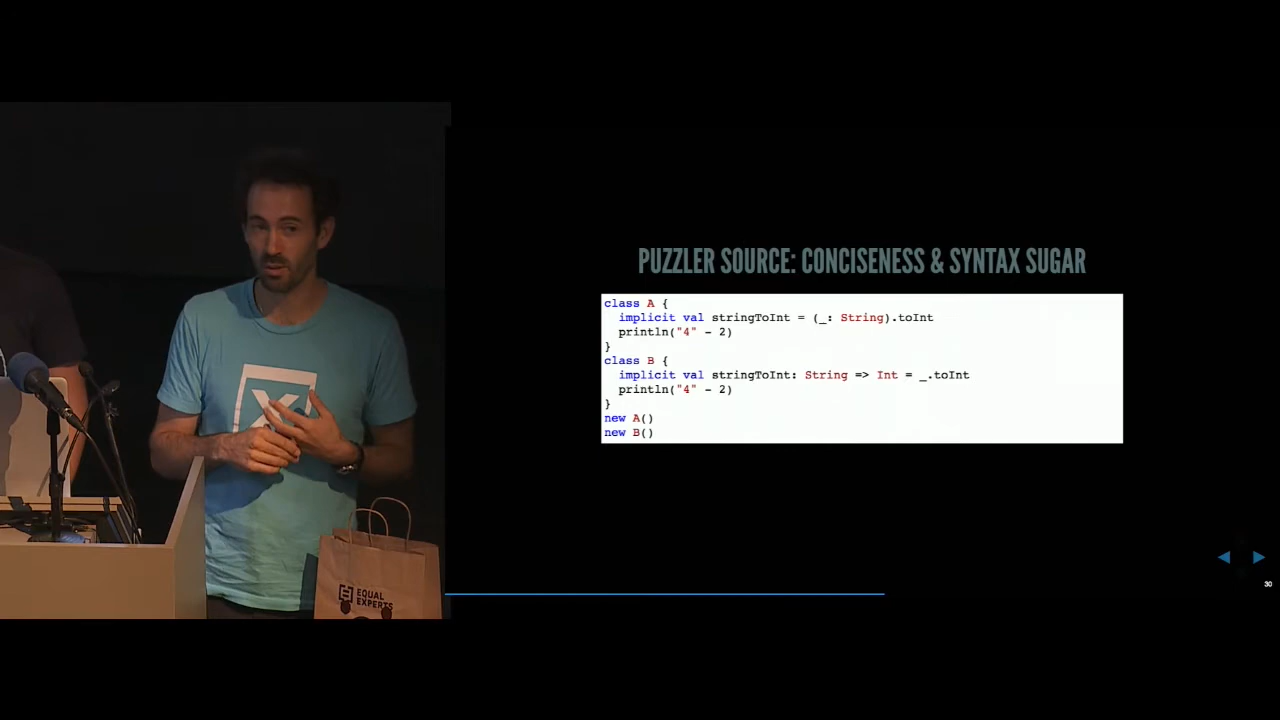 PUZZLER SOURCE: CONCISENESS & SYNTAX SUGAR
class A {
  implicit val stringToInt = (_: String).toInt
  println("4" - 2)
}
class B {
  implicit val stringToInt: String => Int = _.toInt
  println("4" - 2)
}
new A()
new B()
30
X
EQUAL
EXPERTS